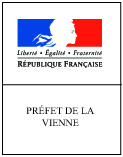 Liberté • Égalité • Fraternité
RÉPUBLIQUE FRANÇAISE
PRÉFET DE LA
VIENNE